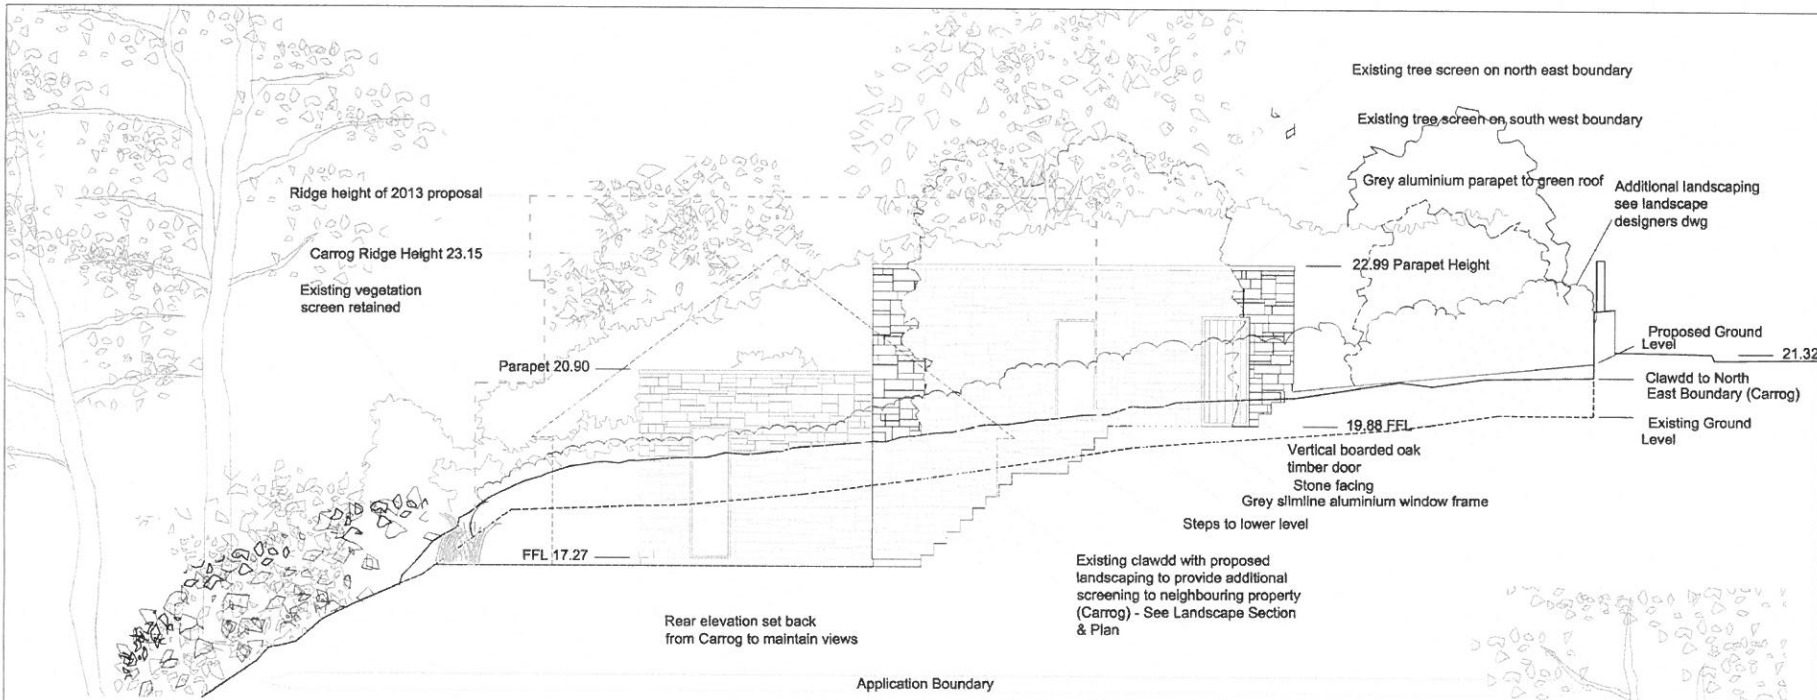 Existing tree screen on north east boundary
Existing tree screen on south west boundary
Grey aluminium parapet to green roof
Additional landscaping
see landscape
designers dwg
Ridge height of 2013 proposal
Carrog Ridge Height 23.15
Existing vegetation
screen retained
22.99 Parapet Height
Parapet 20.90
Proposed Ground
Level
21.32
Clawdd to North
East Boundary (Carrog)
Existing Ground
Level
19.88 FFL
Vertical boarded oak
timber door
Stone facing
Grey slimline aluminium window frame
Steps to lower level
FFL 17.27
Existing clawdd with proposed
landscaping to provide additional
screening to neighbouring property
(Carrog) - See Landscape Section
& Plan
Rear elevation set back
from Carrog to maintain views
Application Boundary